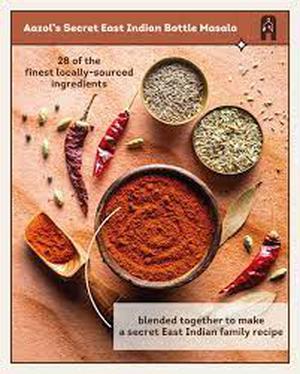 Aazol's Secret East Indian Bottle Masala
28 of the
finest locally-sourced
ingredients
blended together to make
a secret East Indian family recipe